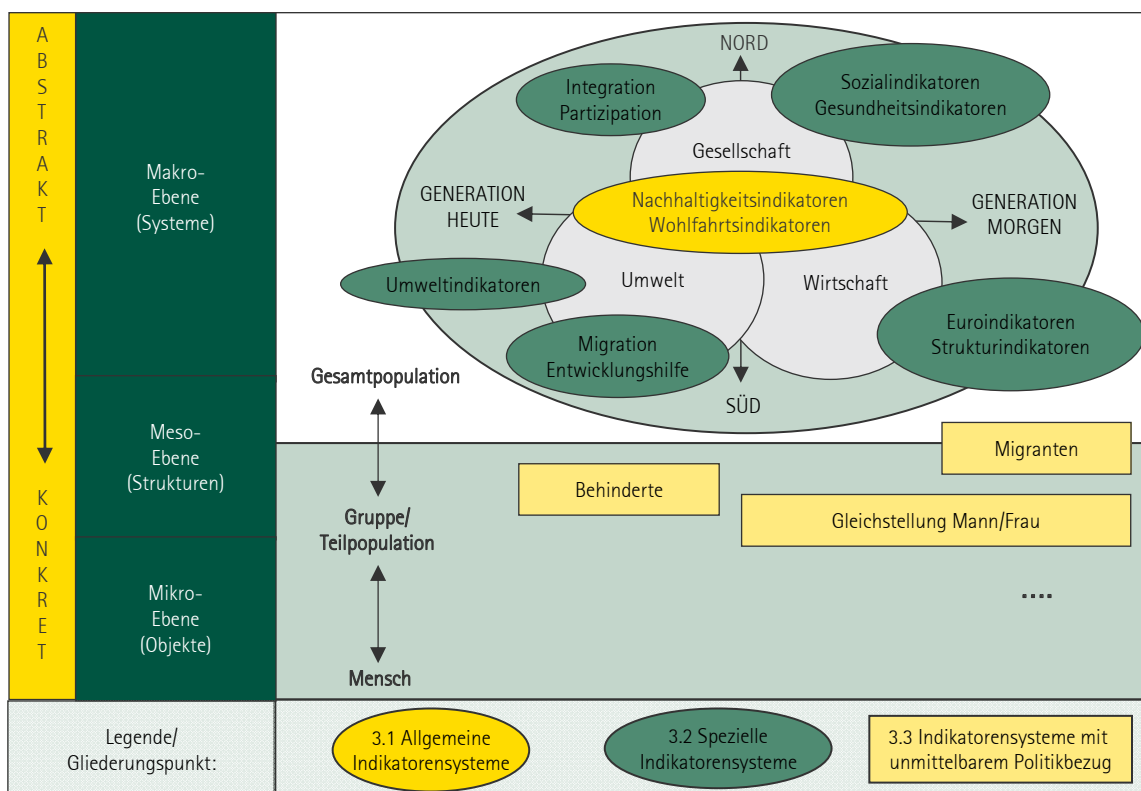 ABSTRAKT
KONKRET
Makro-
Ebene
(Systeme)
Meso-
Ebene
(Strukturen)
Mikro-
Ebene
(Objekte)
NORD
Integration
Partizipation
Sozialindikatoren
Gesundheitsindikatoren
Gesellschaft
GENERATION
HEUTE
Nachhaltigkeitsindikatoren
Wohlfahrtsindikatoren
GENERATION
MORGEN
Umweltindikatoren
Umwelt
Wirtschaft
Migration
Entwicklungshilfe
Euroindikatoren
Strukturindikatoren
SÜD
Gesamtpopulation
Gruppe/
Teilpopulation
Mensch
Migranten
Behinderte
Gleichstellung Mann/Frau
....
Legende/
Gliederungspunkt:
3.1 Allgemeine
Indikatorensysteme
3.2 Spezielle
Indikatorensysteme
3.3 Indikatorensysteme mit
unmittelbarem Politikbezug